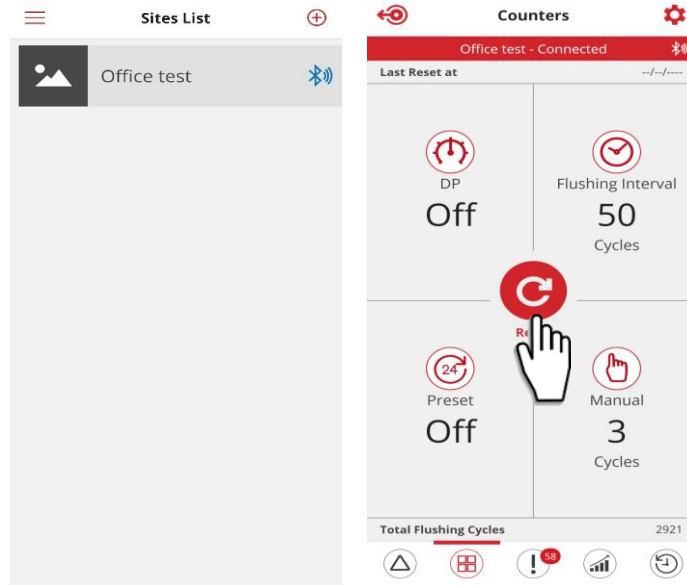 Sites List
Office test
Counters
Office test - Connected
Last Reset at --/--/----
DP
Off
Flushing Interval
50
Cycles
24
Preset
Off
Manual
3
Cycles
Total Flushing Cycles 2921
58